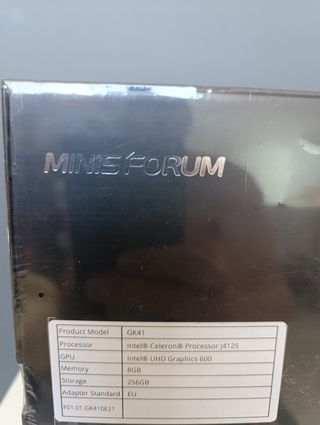 MINISFORUM
Product Model GK41
Processor Intel® Celeron® Processor J4125
GPU Intel® UHD Graphics 600
Memory 8GB
Storage 256GB
Adapter Standard EU
F01.01.GK410E21